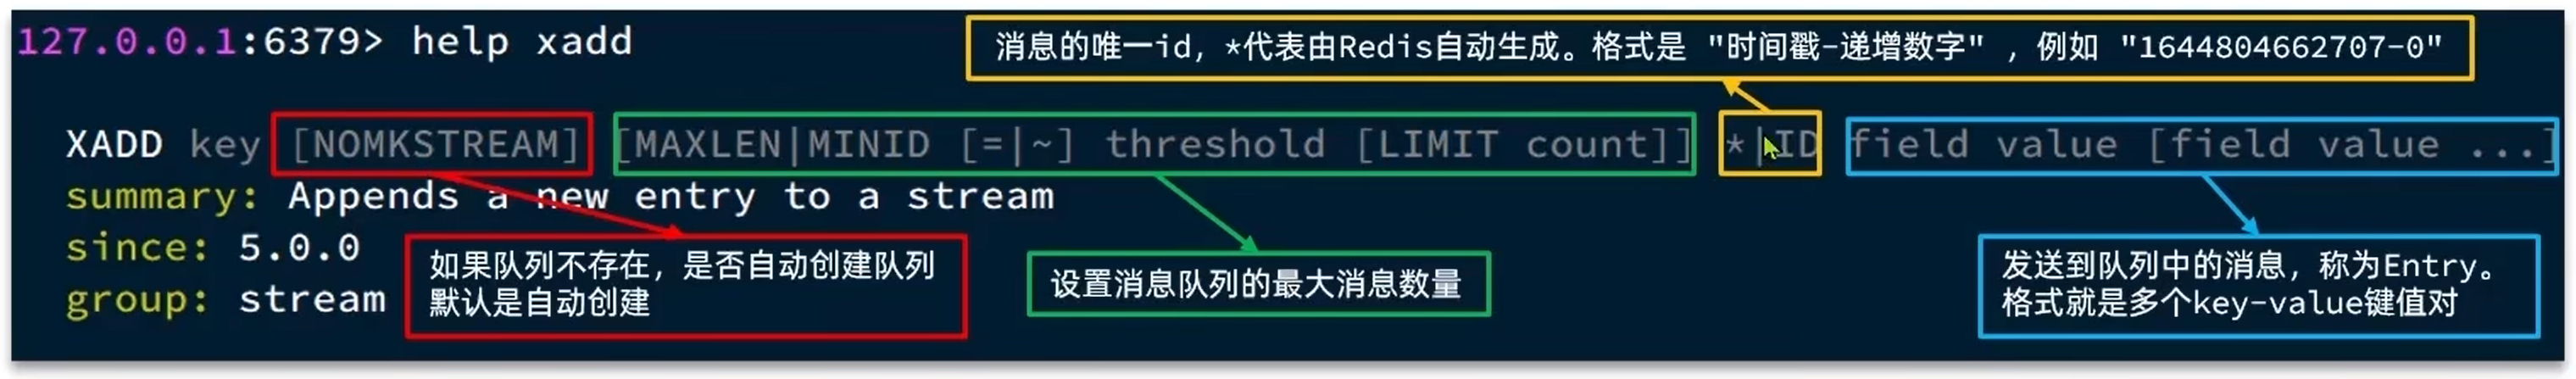 127.0.0.1:6379> help xadd
消息的唯一id，*代表由Redis自动生成。格式是 "时间戳-递增数字" ，例如 "1644804662707-0"
XADD key [NOMKSTREAM] [MAXLEN|MINID [=|~] threshold [LIMIT count]] *|ID field value [field value ...]
summary: Appends a new entry to a stream
since: 5.0.0
group: stream
如果队列不存在，是否自动创建队列
默认是自动创建
设置消息队列的最大消息数量
发送到队列中的消息，称为Entry。
格式就是多个key-value键值对